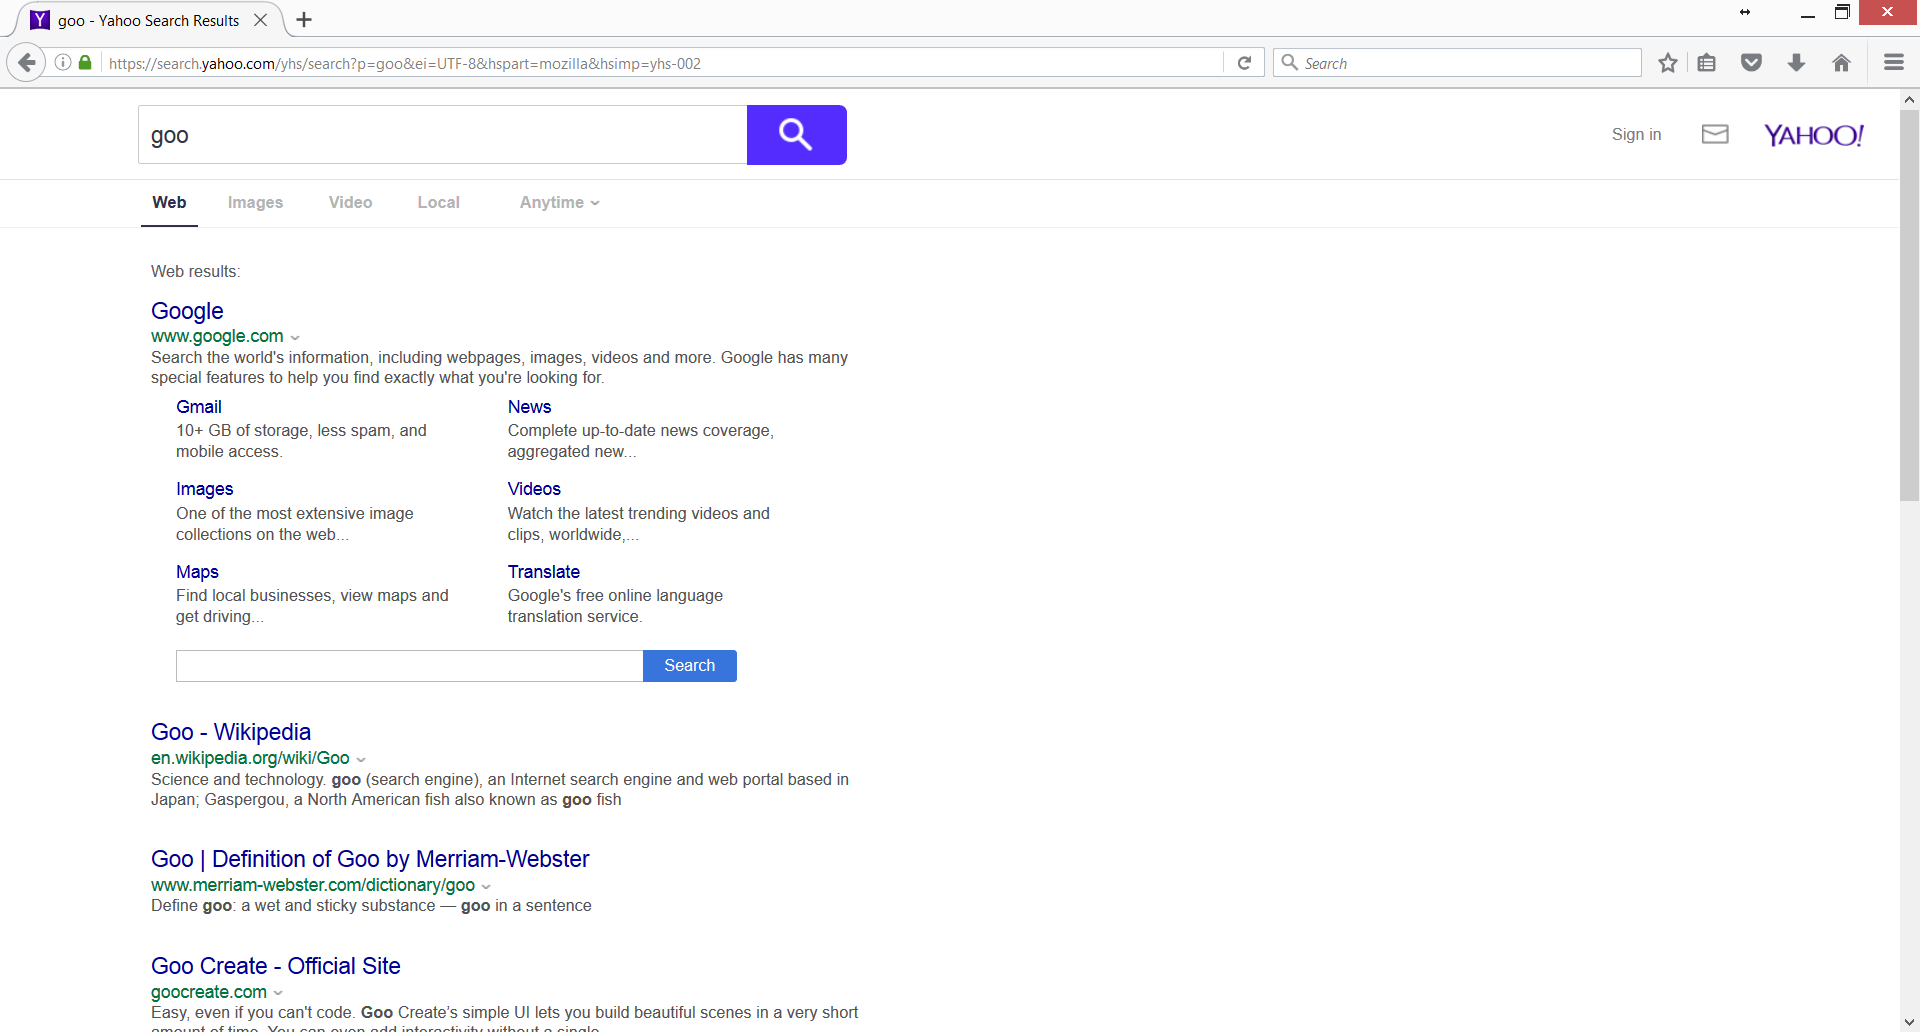 goo - Yahoo Search Results
https://search.yahoo.com/yhs/search?p=goo&ei=UTF-8&hspart=mozilla&hsimp=yhs-002
Search
goo
Sign in
YAHOO!
Web Images Video Local Anytime
Web results:
Google
www.google.com
Search the world's information, including webpages, images, videos and more. Google has many
special features to help you find exactly what you're looking for.
Gmail
10+ GB of storage, less spam, and
mobile access.
News
Complete up-to-date news coverage,
aggregated new...
Images
One of the most extensive image
collections on the web...
Videos
Watch the latest trending videos and
clips, worldwide,...
Maps
Find local businesses, view maps and
get driving...
Translate
Google's free online language
translation service.
Search
Goo - Wikipedia
en.wikipedia.org/wiki/Goo
Science and technology. goo (search engine), an Internet search engine and web portal based in
Japan; Gaspergou, a North American fish also known as goo fish
Goo | Definition of Goo by Merriam-Webster
www.merriam-webster.com/dictionary/goo
Define goo: a wet and sticky substance — goo in a sentence
Goo Create - Official Site
goocreate.com
Easy, even if you can't code. Goo Create's simple UI lets you build beautiful scenes in a very short
amount of time. You can even add interactivity without a single